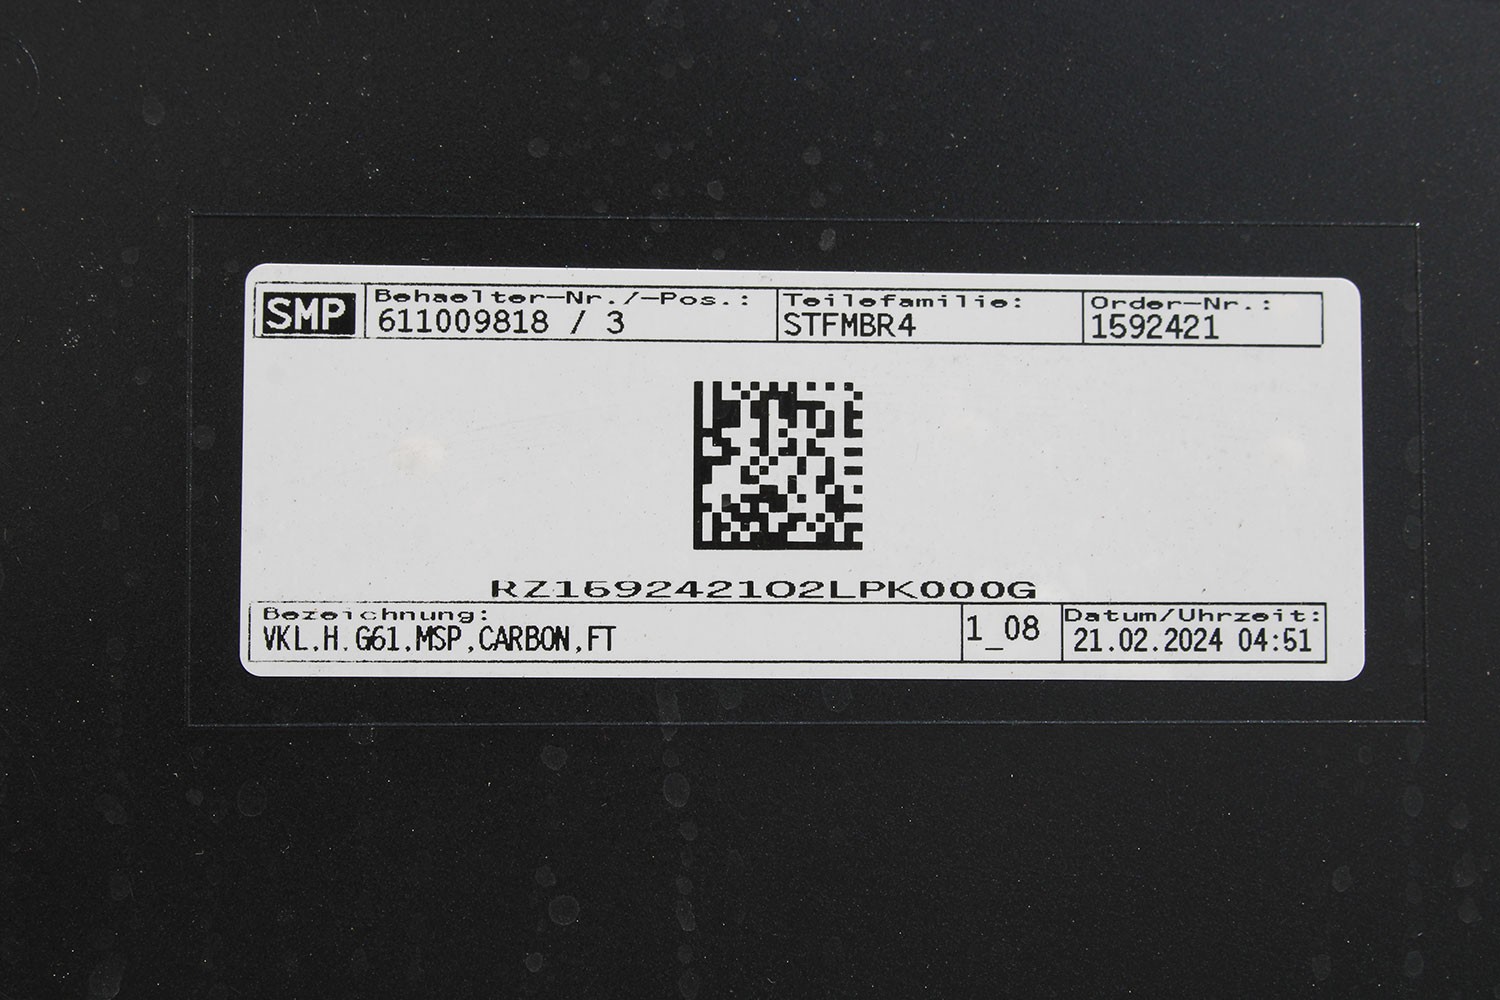 SMP
Behaelter-Nr./-Pos.:
611009818 / 3
Teilefamilie:
STFMBR4
Order-Nr.:
1592421
RZ159242102LPK000G
Bezeichnung:
VKL.H.G61.MSP,CARBON,FT
1_08
Datum/Uhrzeit:
21.02.2024 04:51